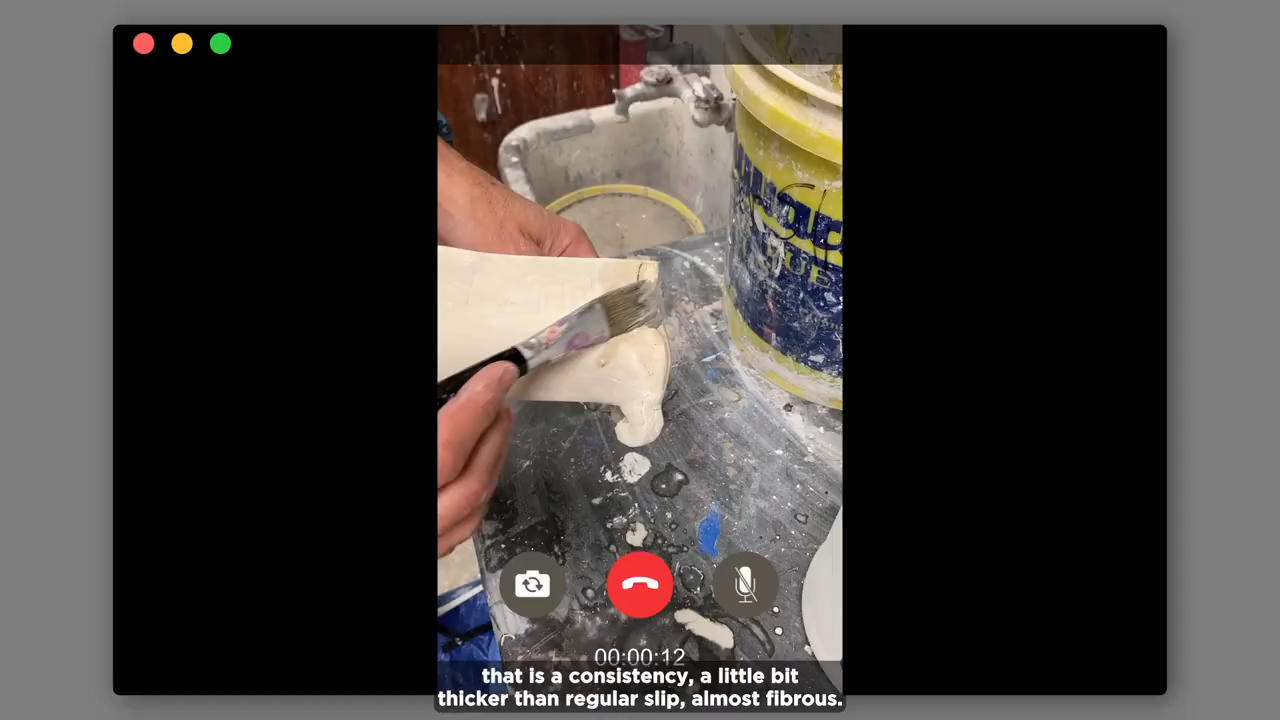 00:00:12
that is a consistency, a little bit
thicker than regular slip, almost fibrous.